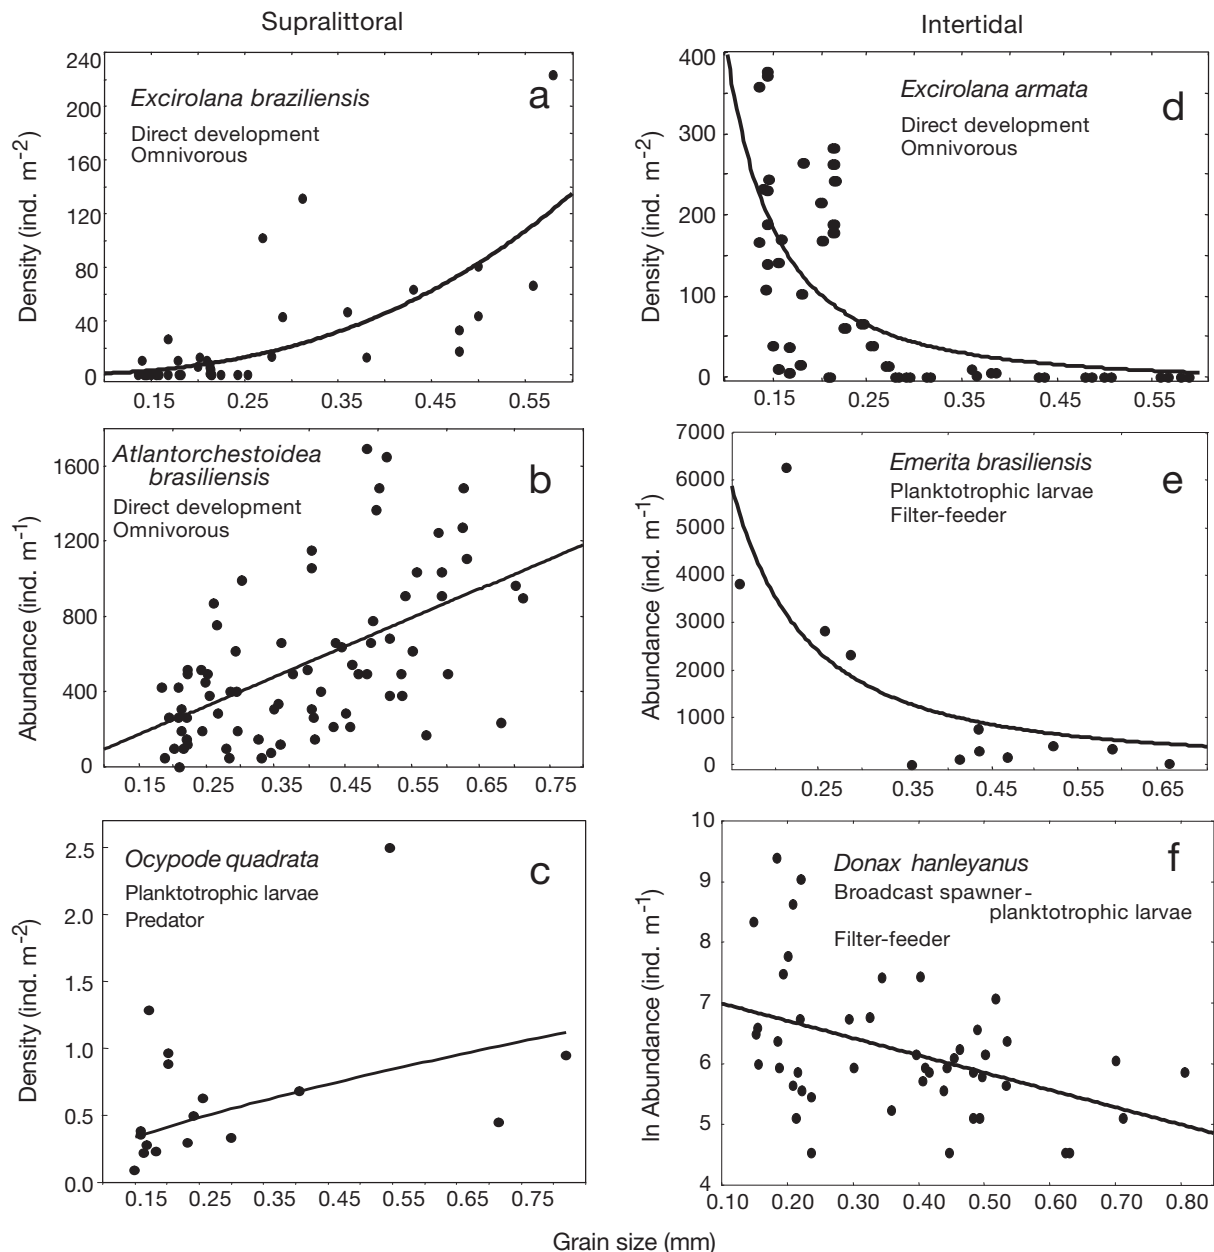 Supralittoral
Intertidal
240
200
160
120
80
40
0
Density (ind. m-2)
Excirolana braziliensis
a
Direct development
Omnivorous
0.15
0.25
0.35
0.45
0.55
400
300
200
100
0
Density (ind. m-2)
Excirolana armata
d
Direct development
Omnivorous
0.15
0.25
0.35
0.45
0.55
1600
1200
800
400
0
Abundance (ind. m-1)
Atlantorchestoidea
brasiliensis
b
Direct development
Omnivorous
0.15
0.25
0.35
0.45
0.55
0.65
0.75
7000
6000
5000
4000
3000
2000
1000
0
Abundance (ind. m-1)
Emerita brasiliensis
e
Planktotrophic larvae
Filter-feeder
0.25
0.35
0.45
0.55
0.65
2.5
2.0
1.5
1.0
0.5
0.0
Density (ind. m-2)
Ocypode quadrata
c
Planktotrophic larvae
Predator
0.15
0.25
0.35
0.45
0.55
0.65
0.75
10
9
8
7
6
5
4
ln Abundance (ind. m-1)
Donax hanleyanus
f
Broadcast spawner-
planktotrophic larvae
Filter-feeder
0.10
0.20
0.30
0.40
0.50
0.60
0.70
0.80
Grain size (mm)